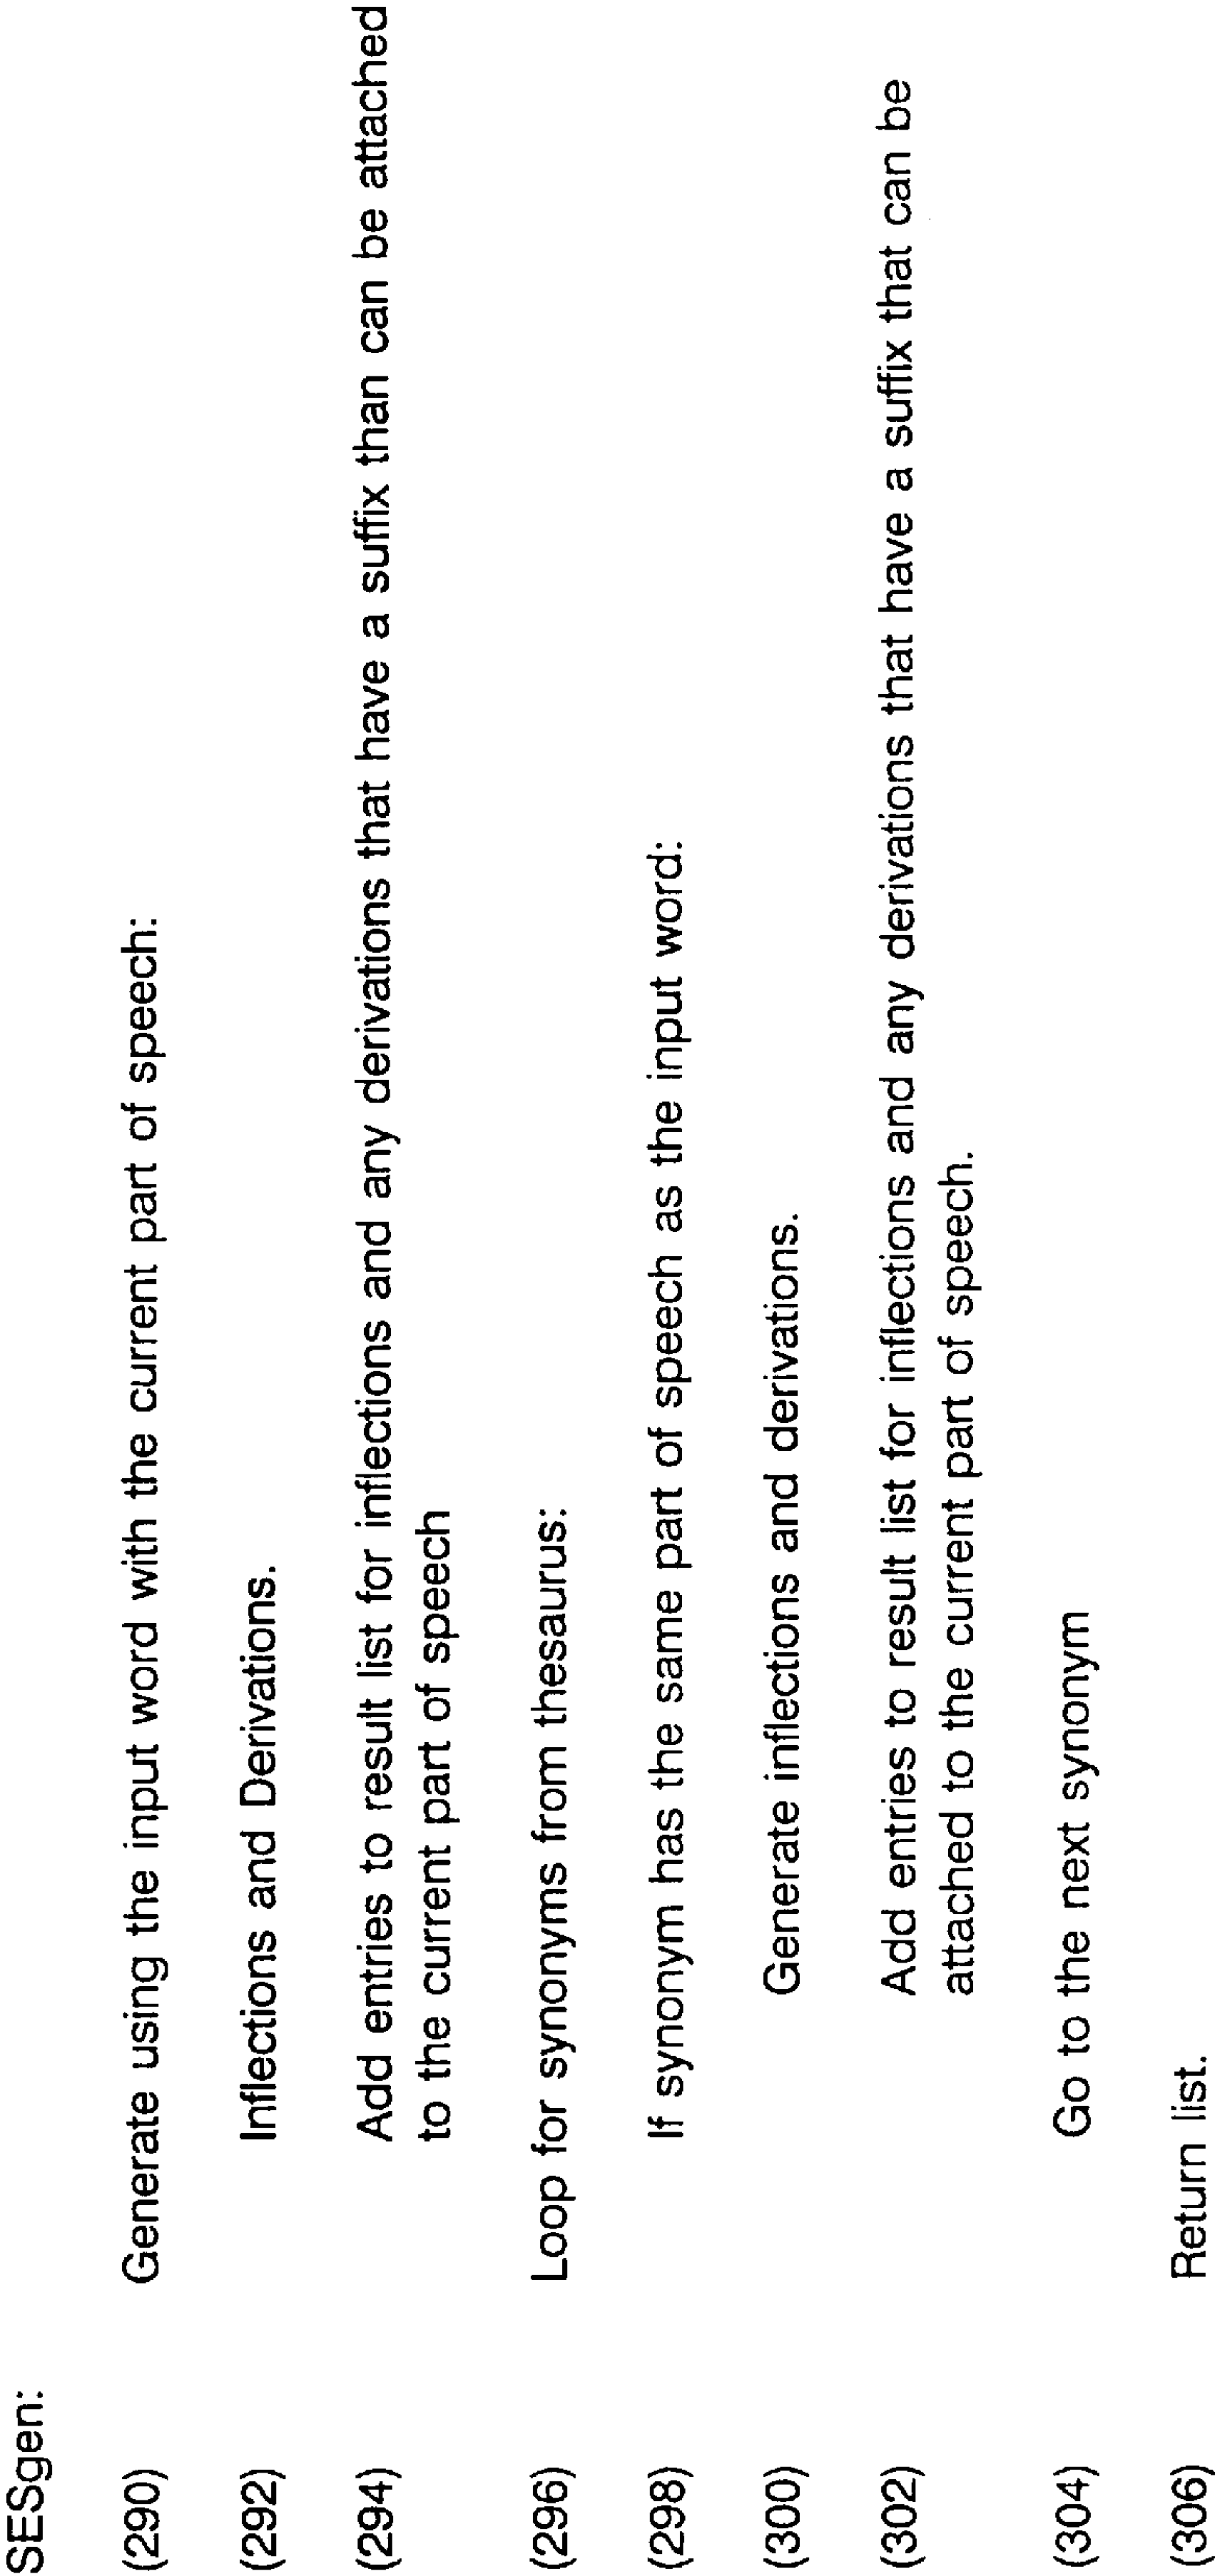 SESgen:
(290) Generate using the input word with the current part of speech:
(292) Inflections and Derivations.
(294) Add entries to result list for inflections and any derivations that have a suffix than can be attached
to the current part of speech
(296) Loop for synonyms from thesaurus:
(298) If synonym has the same part of speech as the input word:
(300) Generate inflections and derivations.
(302) Add entries to result list for inflections and any derivations that have a suffix that can be
attached to the current part of speech.
(304) Go to the next synonym
(306) Return list.